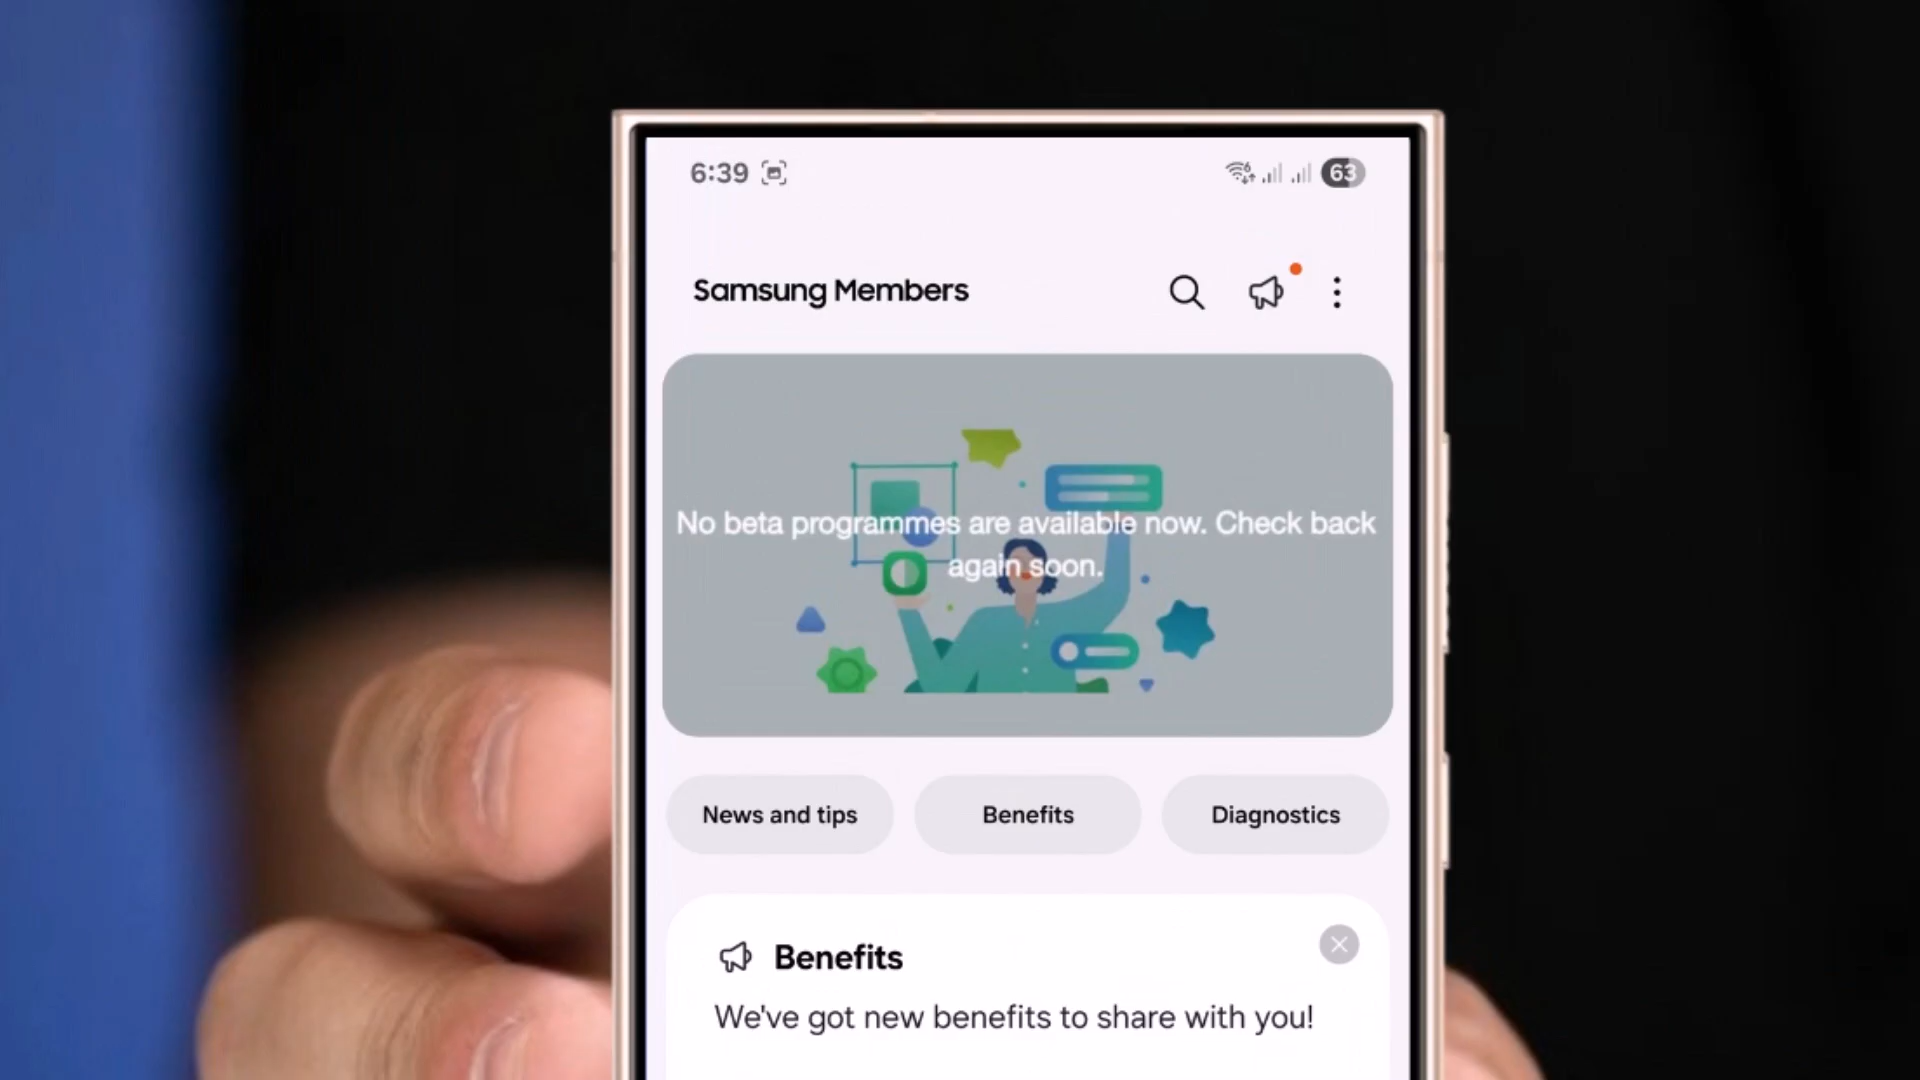 6:39
63
Samsung Members
No beta programmes are available now. Check back
again soon.
News and tips
Benefits
Diagnostics
Benefits
We've got new benefits to share with you!